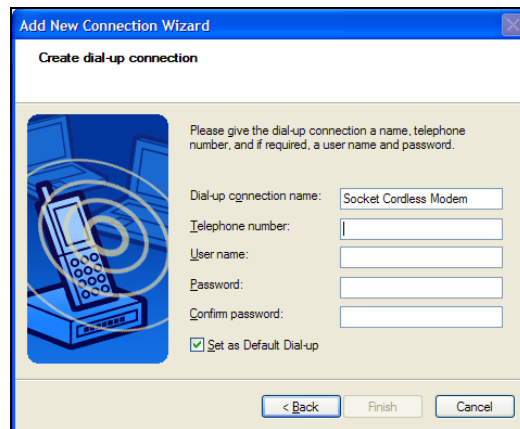 Add New Connection Wizard
Create dial-up connection
Please give the dial-up connection a name, telephone
number, and if required, a user name and password.
Dial-up connection name: Socket Cordless Modem
Telephone number:
User name:
Password:
Confirm password:
Set as Default Dial-up
< Back Finish Cancel